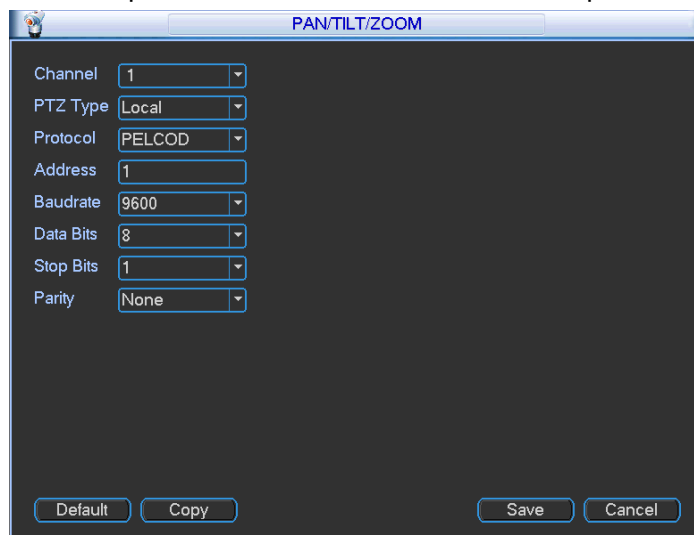 PAN/TILT/ZOOM
Channel 1
PTZ Type Local
Protocol PELCOD
Address 1
Baudrate 9600
Data Bits 8
Stop Bits 1
Parity None
Default Copy Save Cancel